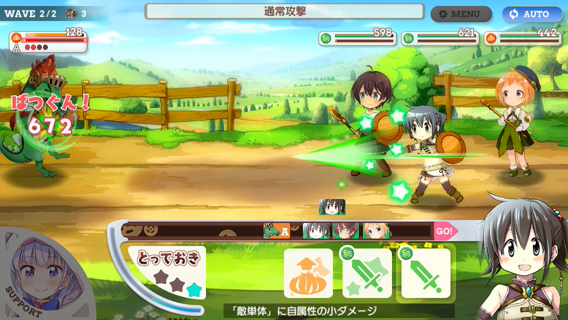 WAVE 2/2 3
通常攻撃
MENU
AUTO
128
A
598
621
442
ばつぐん!
672
A
GO!
とっておき
SUPPORT
「敵単体」に自属性の小ダメージ